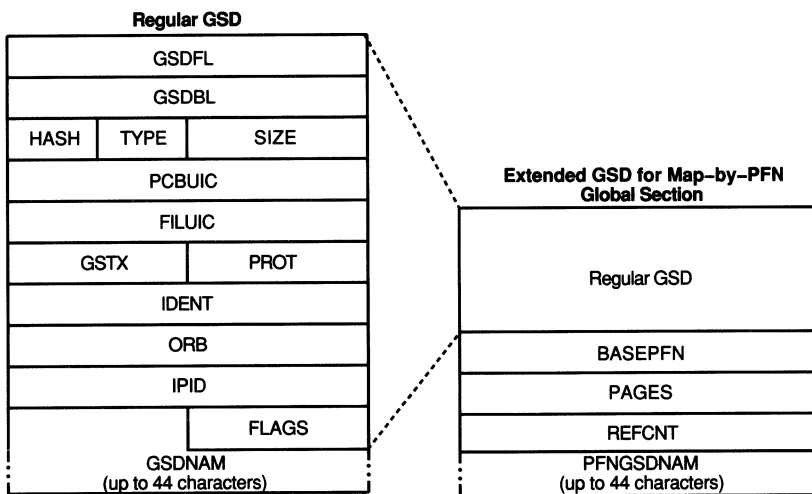 Regular GSD
GSDFL
GSDBL
HASH TYPE SIZE
PCBUIC
FILUIC
GSTX PROT
IDENT
ORB
IPID
FLAGS
GSDNAM
(up to 44 characters)
Extended GSD for Map–by–PFN
Global Section
Regular GSD
BASEPFN
PAGES
REFCNT
PFNGSDNAM
(up to 44 characters)